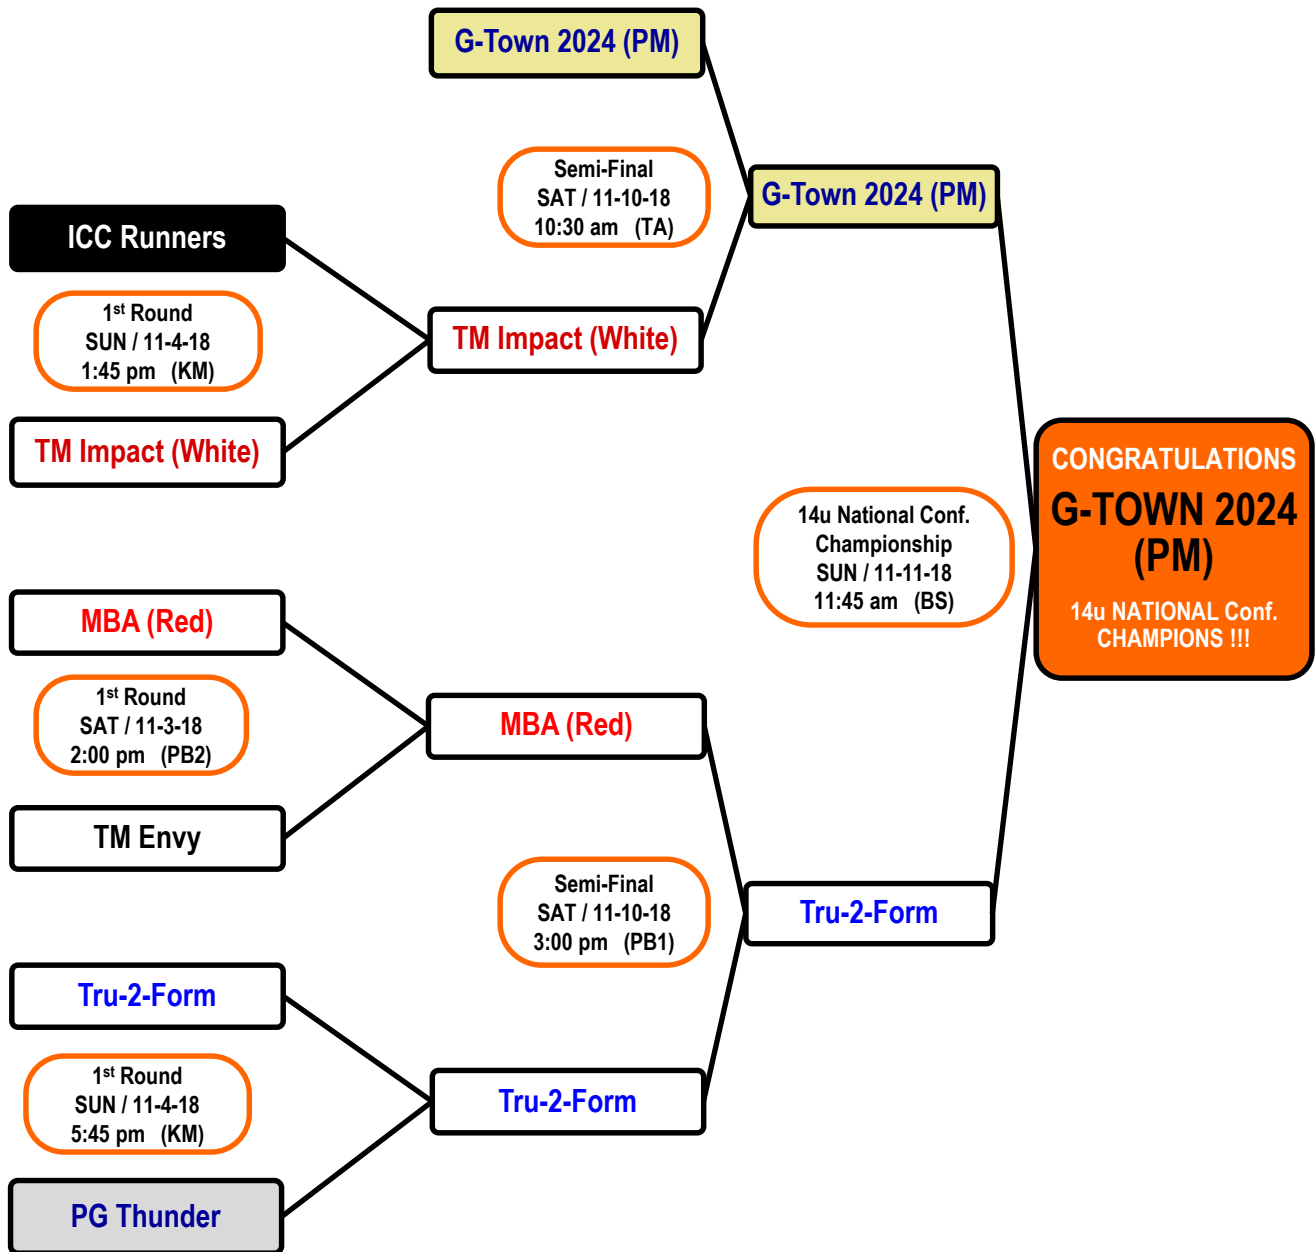 G-Town 2024 (PM)
Semi-Final
SAT / 11-10-18
10:30 am (TA)
G-Town 2024 (PM)
ICC Runners
1st Round
SUN / 11-4-18
1:45 pm (KM)
TM Impact (White)
TM Impact (White)
14u National Conf.
Championship
SUN / 11-11-18
11:45 am (BS)
CONGRATULATIONS
G-TOWN 2024
(PM)
14u NATIONAL Conf.
CHAMPIONS !!!
MBA (Red)
1st Round
SAT / 11-3-18
2:00 pm (PB2)
MBA (Red)
TM Envy
Semi-Final
SAT / 11-10-18
3:00 pm (PB1)
Tru-2-Form
Tru-2-Form
1st Round
SUN / 11-4-18
5:45 pm (KM)
Tru-2-Form
PG Thunder